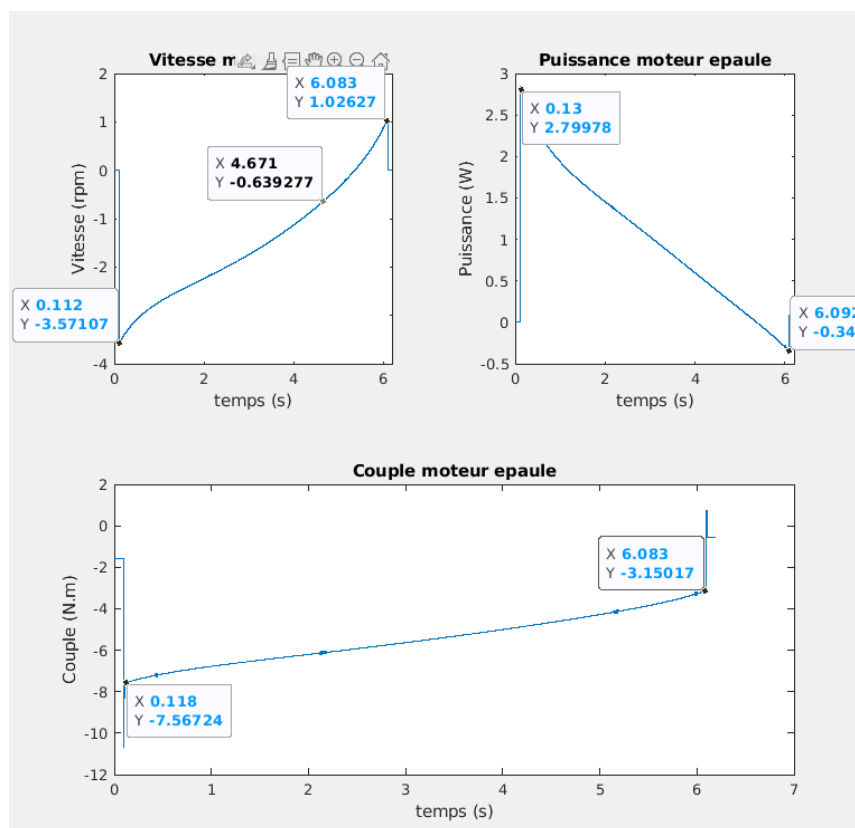 Vitesse m
2
1
0
-1
-2
-4
Vitesse (rpm)
0
2
4
6
temps (s)
X 6.083
Y 1.02627
X 4.671
Y -0.639277
X 0.112
Y -3.57107
Puissance moteur epaule
3
2.5
2
1.5
1
0.5
0
-0.5
Puissance (W)
0
2
4
6
temps (s)
X 0.13
Y 2.79978
X 6.092
Y -0.34
Couple moteur epaule
2
0
-2
-4
-6
-8
-10
-12
Couple (N.m)
0
1
2
3
4
5
6
7
temps (s)
X 6.083
Y -3.15017
X 0.118
Y -7.56724